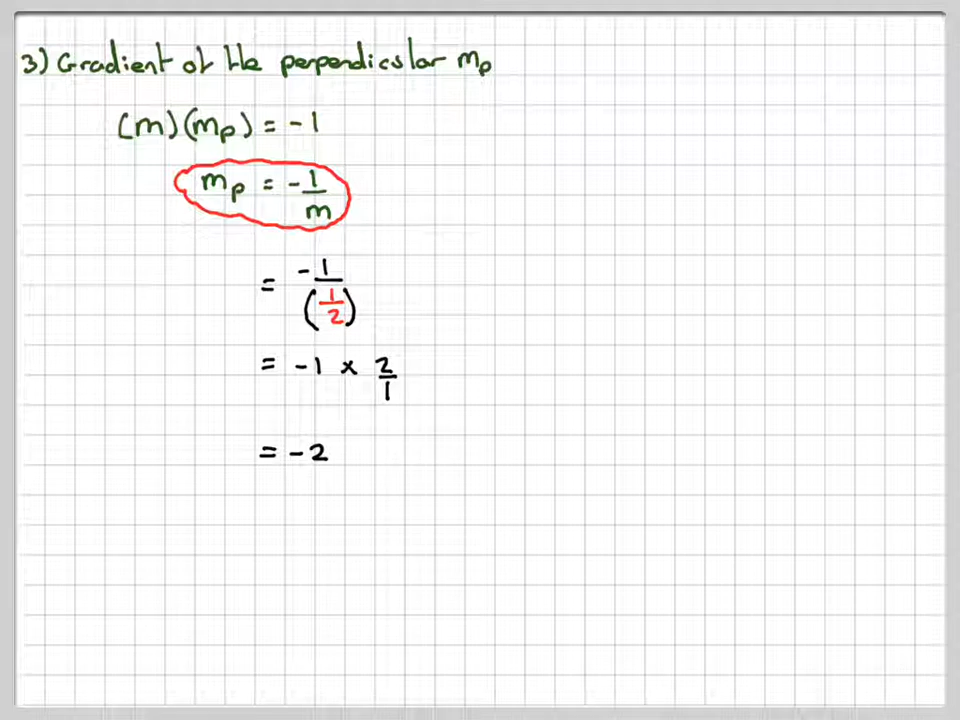 3) Gradient of the perpendicular mₚ
(m)(mₚ) = -1
mₚ = -1/m
= -1/(1/2)
= -1 × 2/1
= -2